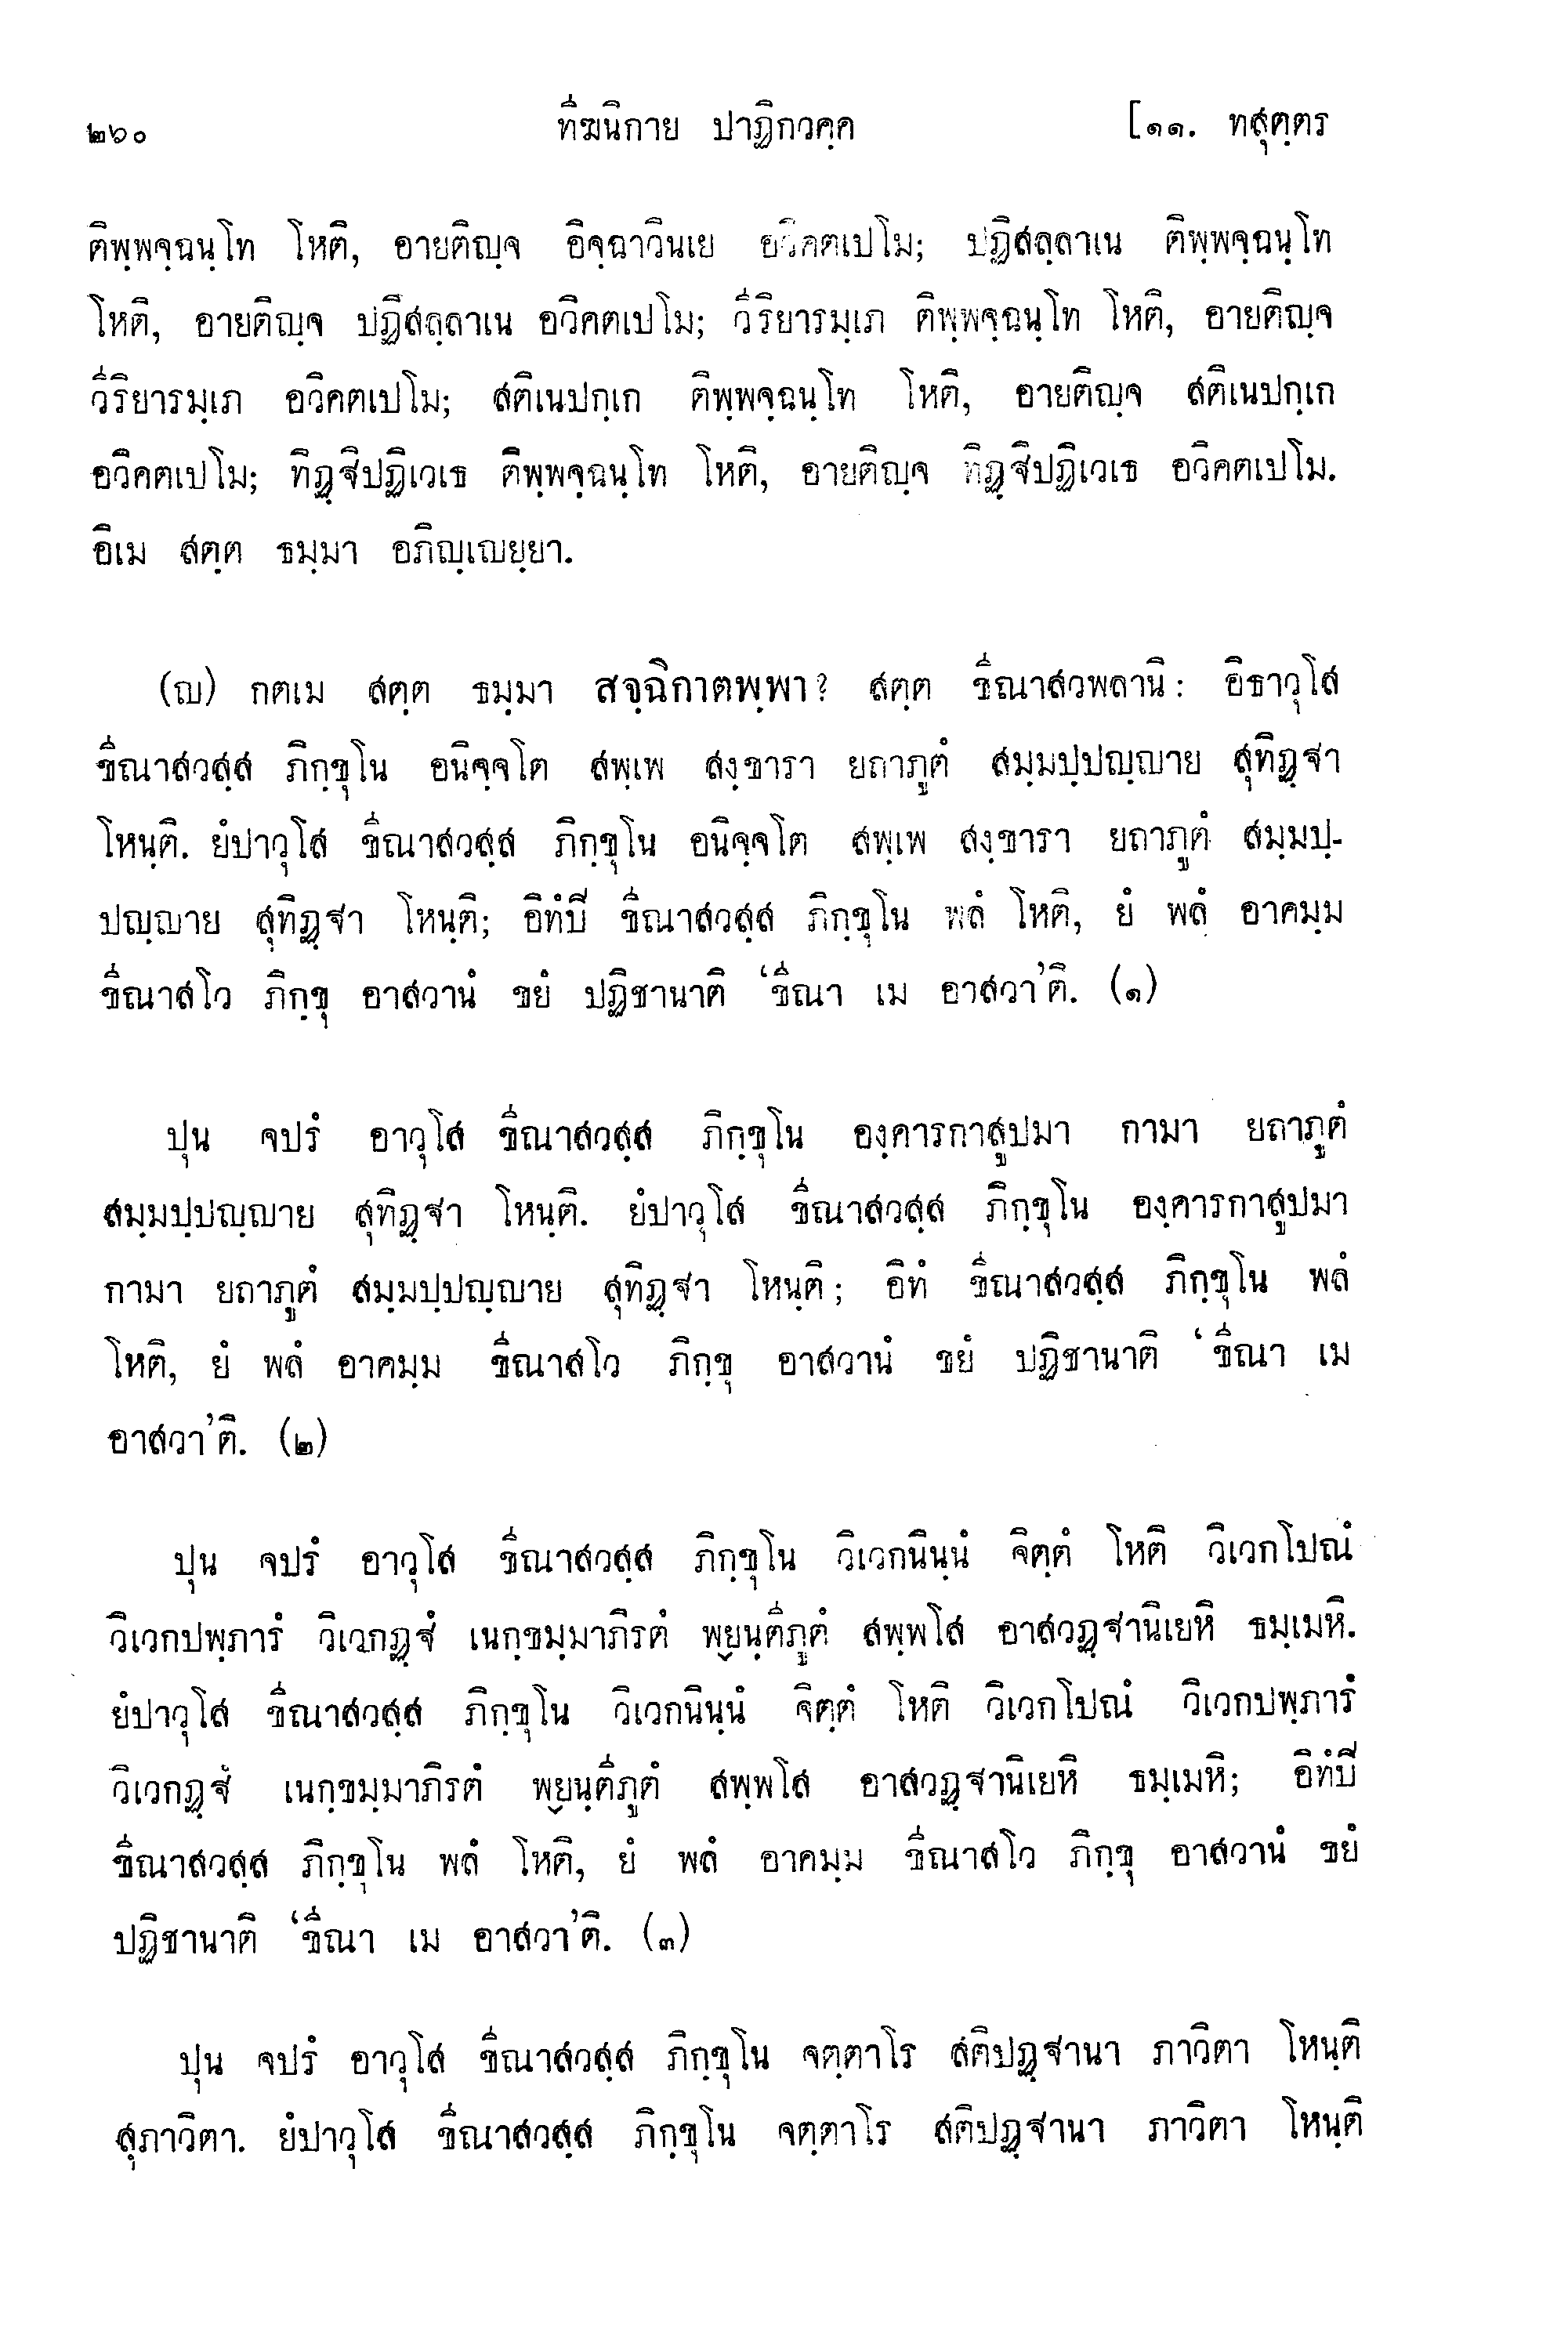 ๒๖๐ ทีฆนิกาย ปาฏิกวคฺค [๑๑. ทสุตฺตร
ติพฺพจฺฉนฺโท โหติ, อายติญฺจ อิจฺฉาวินเย อวิคตเปโม; ปฏิสลฺลาเน ติพฺพจฺฉนฺโท
โหติ, อายติญฺจ ปฏิสลฺลาเน อวิคตเปโม; วีริยารมฺเภ ติพฺพจฺฉนฺโท โหติ, อายติญฺจ
วีริยารมฺเภ อวิคตเปโม; สติเนปกฺเก ติพฺพจฺฉนฺโท โหติ, อายติญฺจ สติเนปกฺเก
อวิคตเปโม; ทิฏฺฐิปฏิเวเธ ติพฺพจฺฉนฺโท โหติ, อายติญฺจ ทิฏฺฐิปฏิเวเธ อวิคตเปโม.
อิเม สตฺต ธมฺมา อภิญฺเญยฺยา.
(ญ) กตเม สตฺต ธมฺมา สจฺฉิกาตพฺพา? สตฺต ขีณาสวพลานิ: อิธาวุโส
ขีณาสวสฺส ภิกฺขุโน อนิจฺจโต สพฺเพ สงฺขารา ยถาภูตํ สมฺมปฺปญฺญาย สุทิฏฺฐา
โหนฺติ. ยํปาวุโส ขีณาสวสฺส ภิกฺขุโน อนิจฺจโต สพฺเพ สงฺขารา ยถาภูตํ สมฺมปฺ-
ปญฺญาย สุทิฏฺฐา โหนฺติ; อิทํปิ ขีณาสวสฺส ภิกฺขุโน พลํ โหติ, ยํ พลํ อาคมฺม
ขีณาสโว ภิกฺขุ อาสวานํ ขยํ ปฏิชานาติ ‘ขีณา เม อาสวา’ติ. (๑)
ปุน จปรํ อาวุโส ขีณาสวสฺส ภิกฺขุโน องฺคารกาสูปมา กามา ยถาภูตํ
สมฺมปฺปญฺญาย สุทิฏฺฐา โหนฺติ. ยํปาวุโส ขีณาสวสฺส ภิกฺขุโน องฺคารกาสูปมา
กามา ยถาภูตํ สมฺมปฺปญฺญาย สุทิฏฺฐา โหนฺติ; อิทํ ขีณาสวสฺส ภิกฺขุโน พลํ
โหติ, ยํ พลํ อาคมฺม ขีณาสโว ภิกฺขุ อาสวานํ ขยํ ปฏิชานาติ ‘ขีณา เม
อาสวา’ติ. (๒)
ปุน จปรํ อาวุโส ขีณาสวสฺส ภิกฺขุโน วิเวกนินฺนํ จิตฺตํ โหติ วิเวกโปณํ
วิเวกปพฺภารํ วิเวกฏฺฐํ เนกฺขมฺมาภิรตํ พฺยนฺตีภูตํ สพฺพโส อาสวฏฺฐานิเยหิ ธมฺเมหิ.
ยํปาวุโส ขีณาสวสฺส ภิกฺขุโน วิเวกนินฺนํ จิตฺตํ โหติ วิเวกโปณํ วิเวกปพฺภารํ
วิเวกฏฺฐํ เนกฺขมฺมาภิรตํ พฺยนฺตีภูตํ สพฺพโส อาสวฏฺฐานิเยหิ ธมฺเมหิ; อิทํปิ
ขีณาสวสฺส ภิกฺขุโน พลํ โหติ, ยํ พลํ อาคมฺม ขีณาสโว ภิกฺขุ อาสวานํ ขยํ
ปฏิชานาติ ‘ขีณา เม อาสวา’ติ. (๓)
ปุน จปรํ อาวุโส ขีณาสวสฺส ภิกฺขุโน จตฺตาโร สติปฏฺฐานา ภาวิตา โหนฺติ
สุภาวิตา. ยํปาวุโส ขีณาสวสฺส ภิกฺขุโน จตฺตาโร สติปฏฺฐานา ภาวิตา โหนฺติ